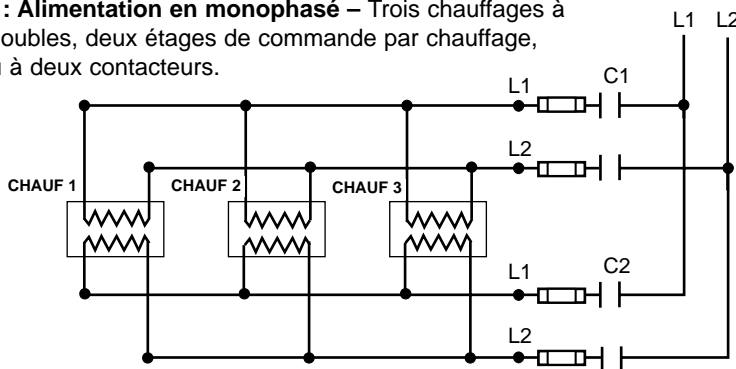 : Alimentation en monophasé – Trois chauffages à
oubles, deux étages de commande par chauffage,
à deux contacteurs.
L1 L2
L1 C1
L2
CHAUF 1 CHAUF 2 CHAUF 3
L1 C2
L2